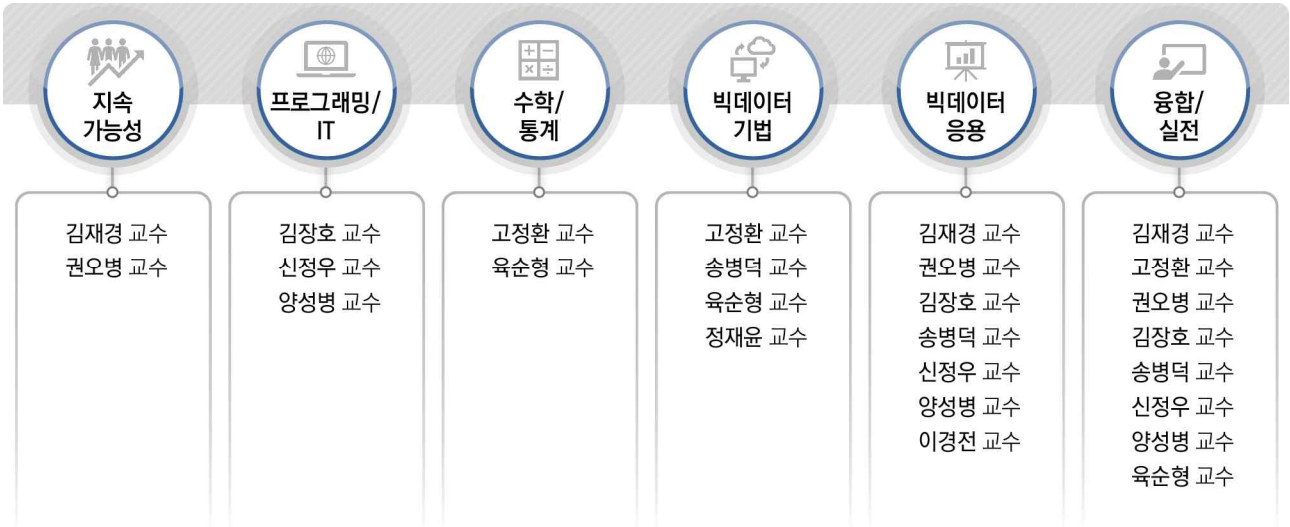 지속
가능성
김재경 교수
권오병 교수
프로그래밍/
IT
김장호 교수
신정우 교수
양성병 교수
수학/
통계
고정환 교수
육순형 교수
빅데이터
기법
고정환 교수
송병덕 교수
육순형 교수
정재윤 교수
빅데이터
응용
김재경 교수
권오병 교수
김장호 교수
송병덕 교수
신정우 교수
양성병 교수
이경전 교수
융합/
실전
김재경 교수
고정환 교수
권오병 교수
김장호 교수
송병덕 교수
신정우 교수
양성병 교수
육순형 교수